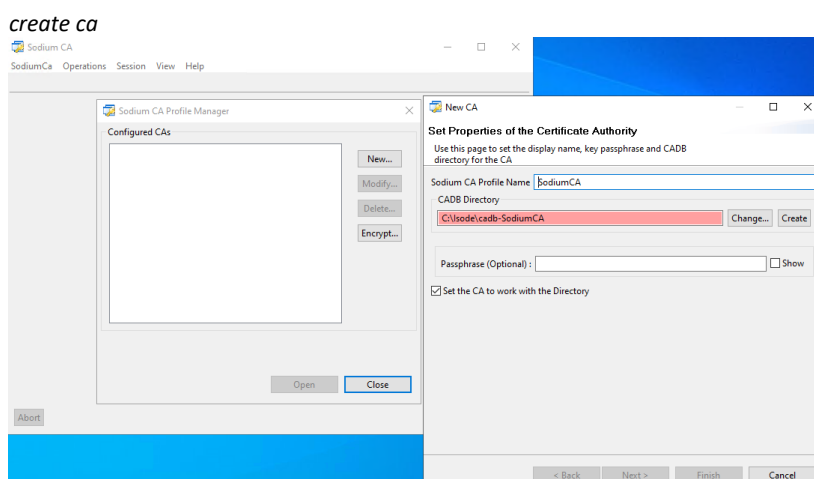 create ca
Sodium CA
SodiumCa Operations Session View Help
Sodium CA Profile Manager
Configured CAs
New...
Modify...
Delete...
Encrypt...
Open Close
Abort
New CA
Set Properties of the Certificate Authority
Use this page to set the display name, key passphrase and CADB
directory for the CA
Sodium CA Profile Name SodiumCA
CADB Directory
C:\Isode\cadb-SodiumCA Change... Create
Passphrase (Optional) : Show
Set the CA to work with the Directory
< Back Next > Finish Cancel